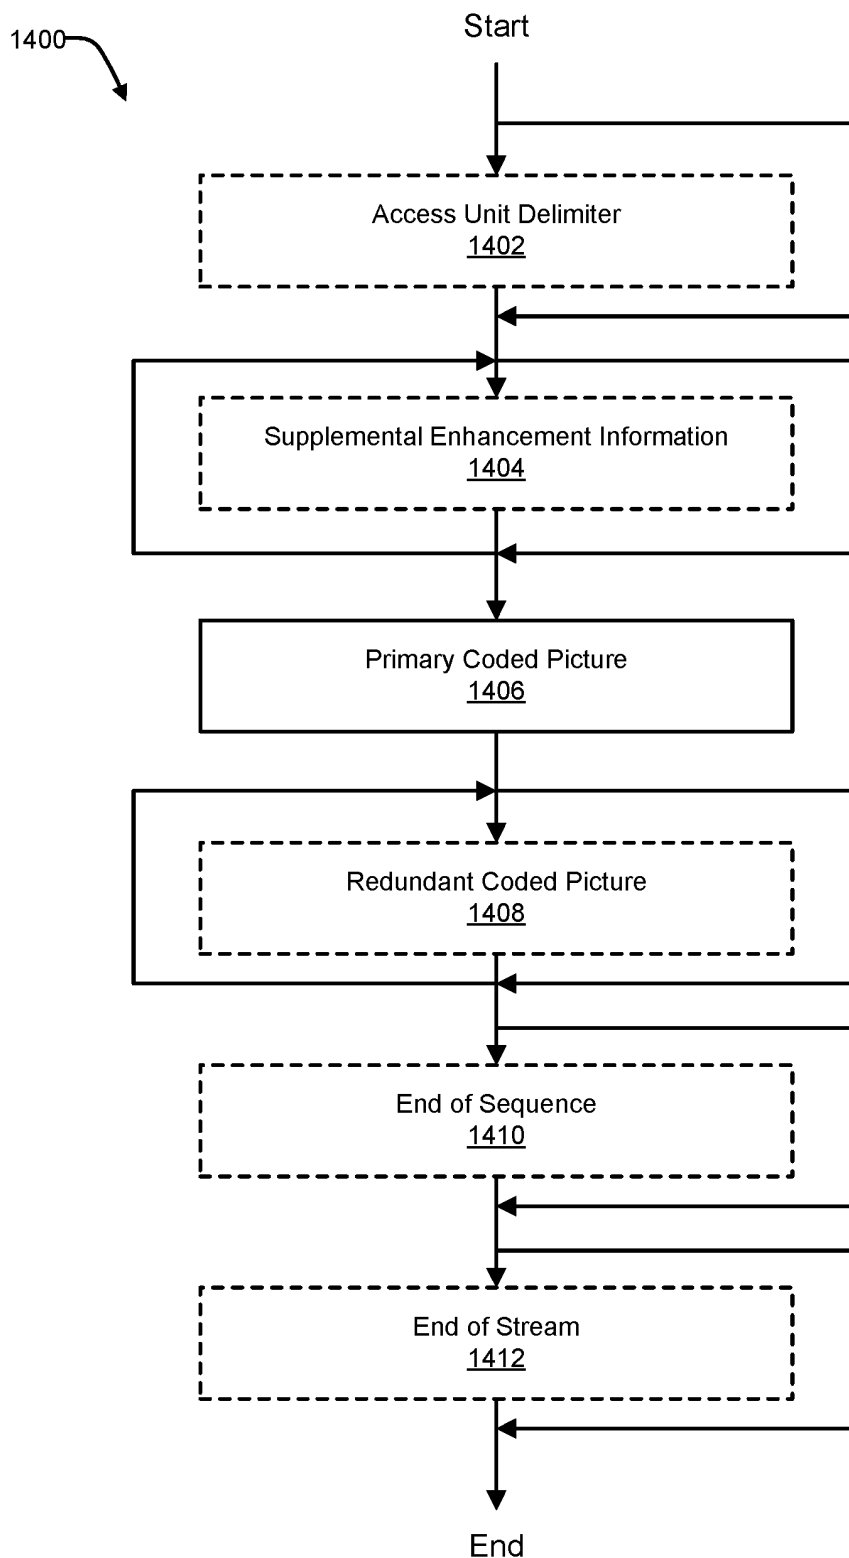 Start
1400
Access Unit Delimiter
1402
Supplemental Enhancement Information
1404
Primary Coded Picture
1406
Redundant Coded Picture
1408
End of Sequence
1410
End of Stream
1412
End